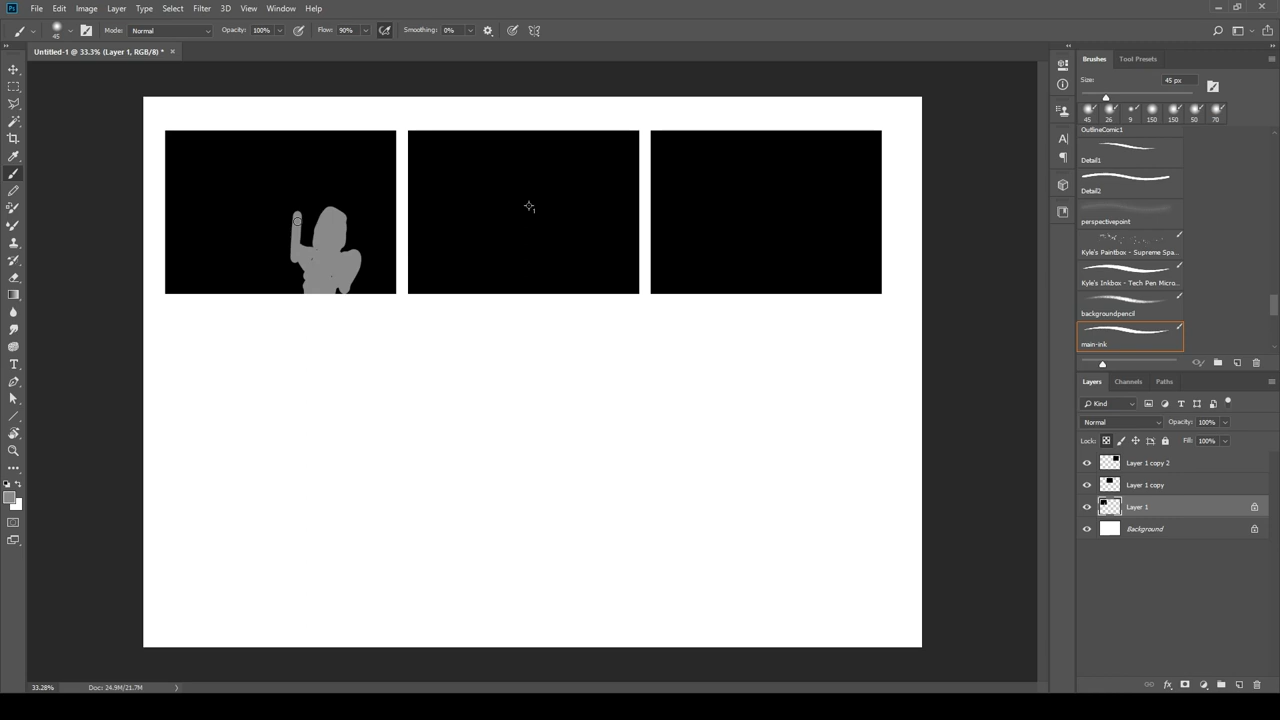 Ps File Edit Image Layer Type Select Filter 3D View Window Help
45 Mode: Normal Opacity: 100% Flow: 90% Smoothing: 0%
Untitled-1 @ 33.3% (Layer 1, RGB/8) * ×
Brushes Tool Presets
Size: 45 px
45 26 9 150 150 50 70
OutlineComic1
Detail1
Detail2
perspectivepoint
Kyle's Paintbox - Supreme Spa...
Kyle's Inkbox - Tech Pen Micro...
backgroundpencil
main-ink
Layers Channels Paths
Kind
Normal Opacity: 100%
Lock: Fill: 100%
Layer 1 copy 2
Layer 1 copy
Layer 1
Background
33.28% Doc: 24.9M/21.7M